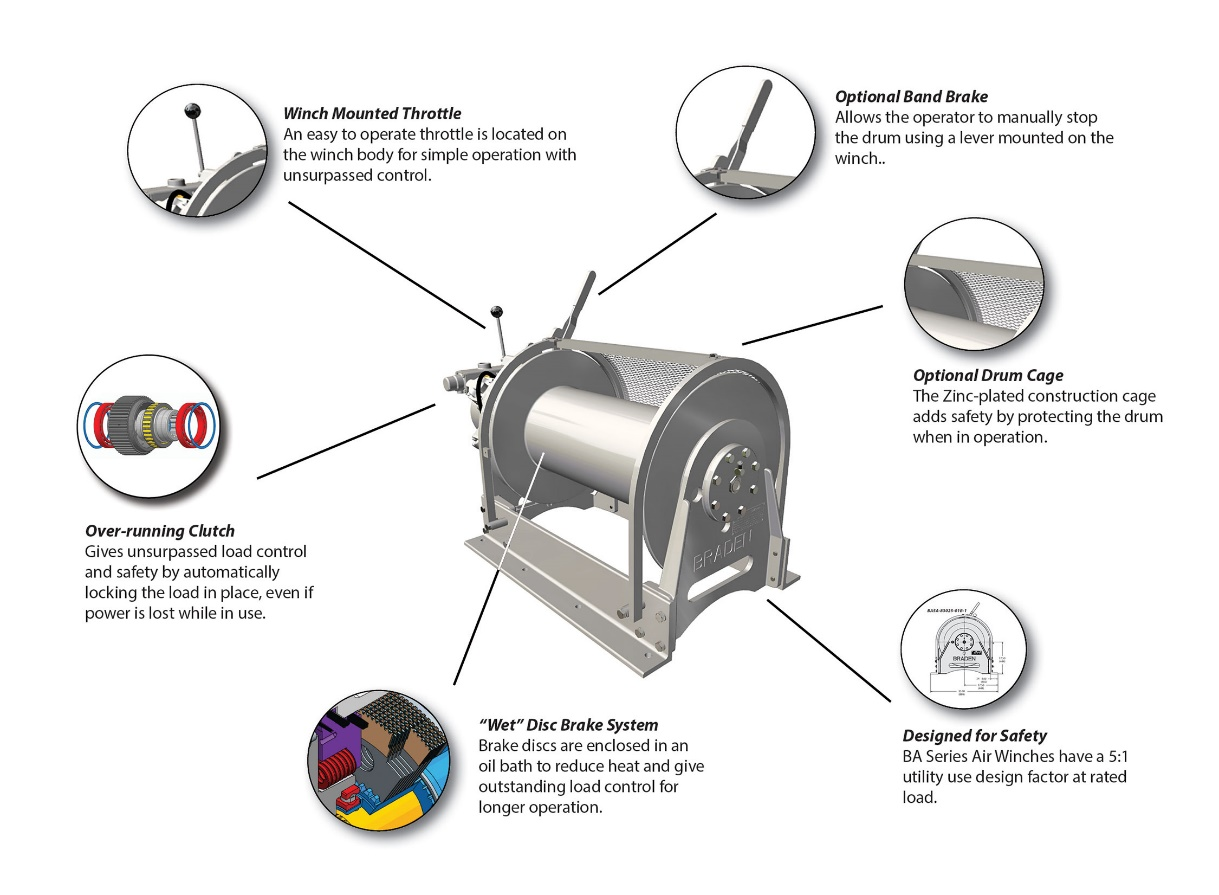 Winch Mounted Throttle
An easy to operate throttle is located on
the winch body for simple operation with
unsurpassed control.
Optional Band Brake
Allows the operator to manually stop
the drum using a lever mounted on the
winch..
Optional Drum Cage
The Zinc-plated construction cage
adds safety by protecting the drum
when in operation.
Over-running Clutch
Gives unsurpassed load control
and safety by automatically
locking the load in place, even if
power is lost while in use.
BRADEN
BRADEN
“Wet” Disc Brake System
Brake discs are enclosed in an
oil bath to reduce heat and give
outstanding load control for
longer operation.
Designed for Safety
BA Series Air Winches have a 5:1
utility use design factor at rated
load.